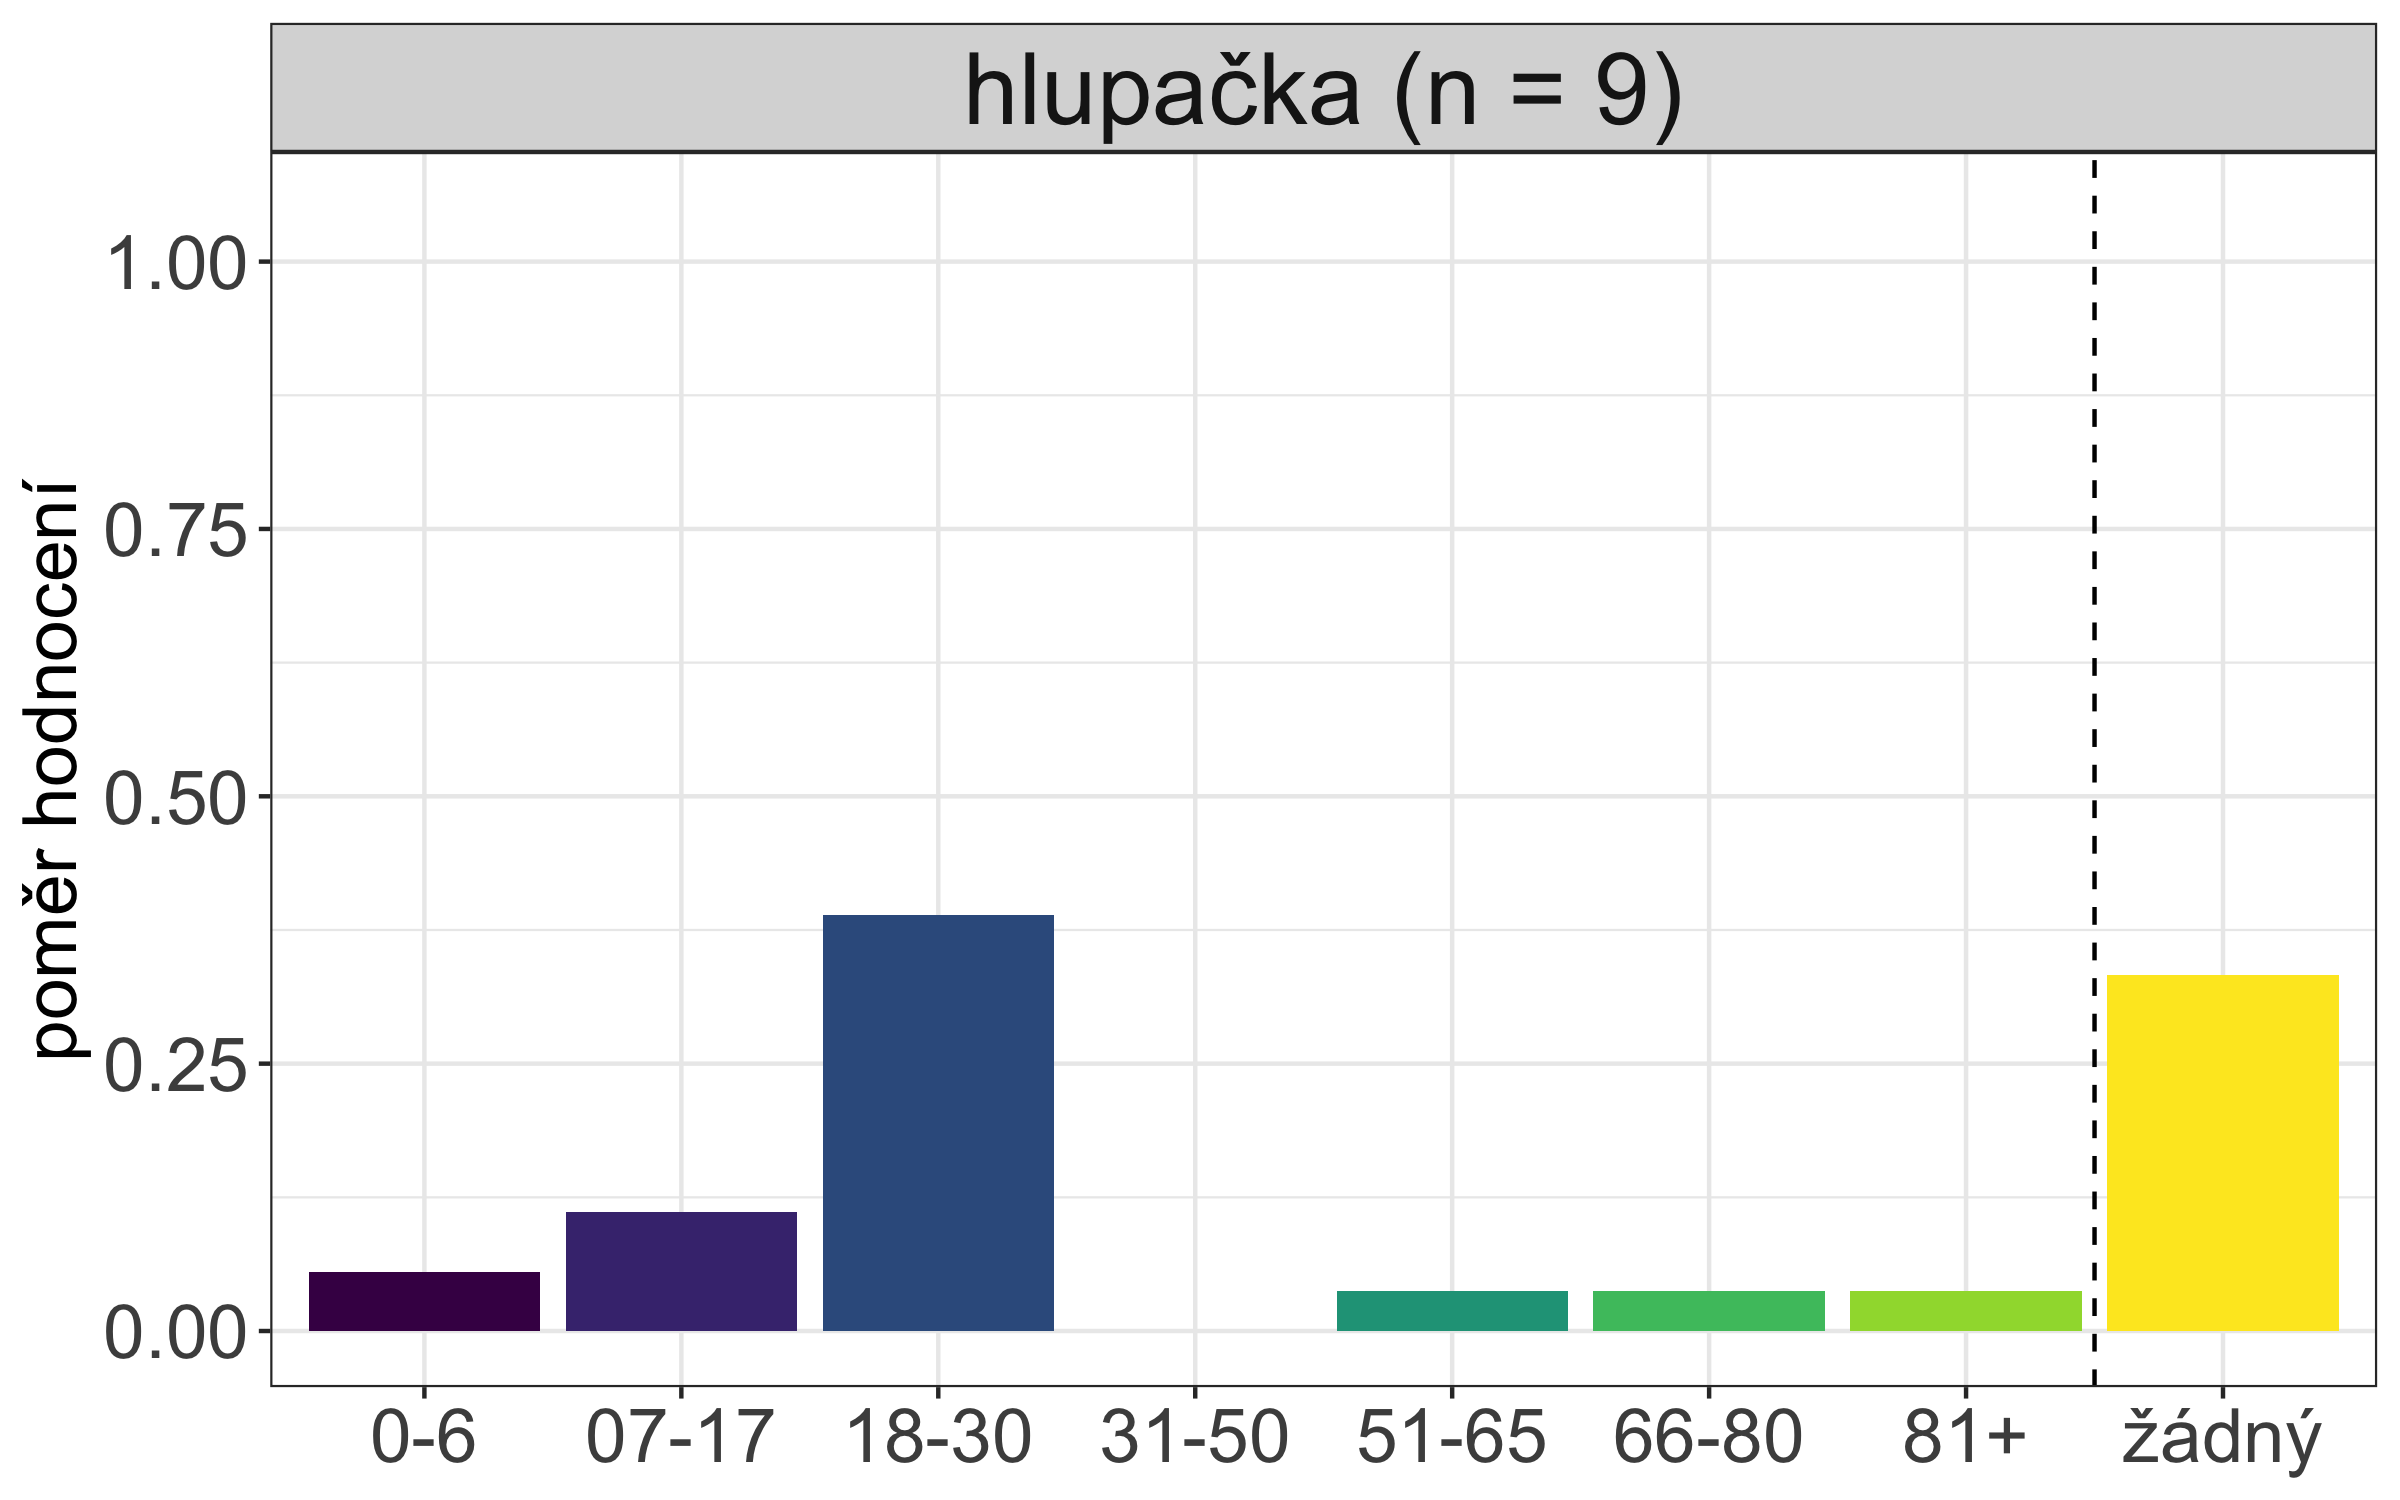 hlupačka (n = 9)
poměr hodnocení
1.00
0.75
0.50
0.25
0.00
0-6 07-17 18-30 31-50 51-65 66-80 81+ žádný